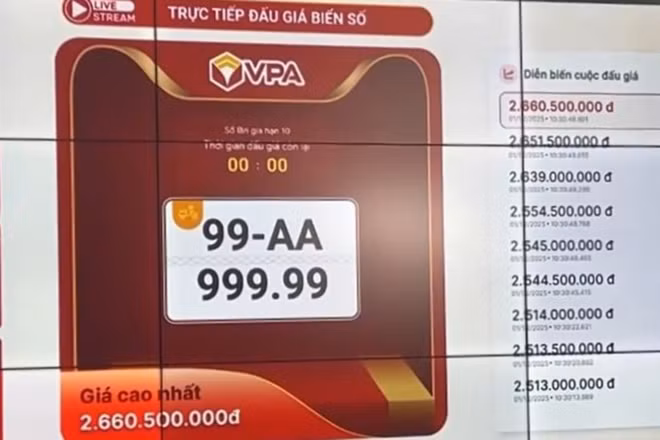 LIVE
STREAM
TRỰC TIẾP ĐẤU GIÁ BIỂN SỐ
VPA
Thời gian đấu giá còn lại
00 : 00
99-AA
999.99
Giá cao nhất
2.660.500.000đ
Diễn biến cuộc đấu giá
2.660.500.000 đ
2.651.500.000 đ
2.639.000.000 đ
2.554.500.000 đ
2.545.000.000 đ
2.544.500.000 đ
2.514.000.000 đ
2.513.500.000 đ
2.513.000.000 đ